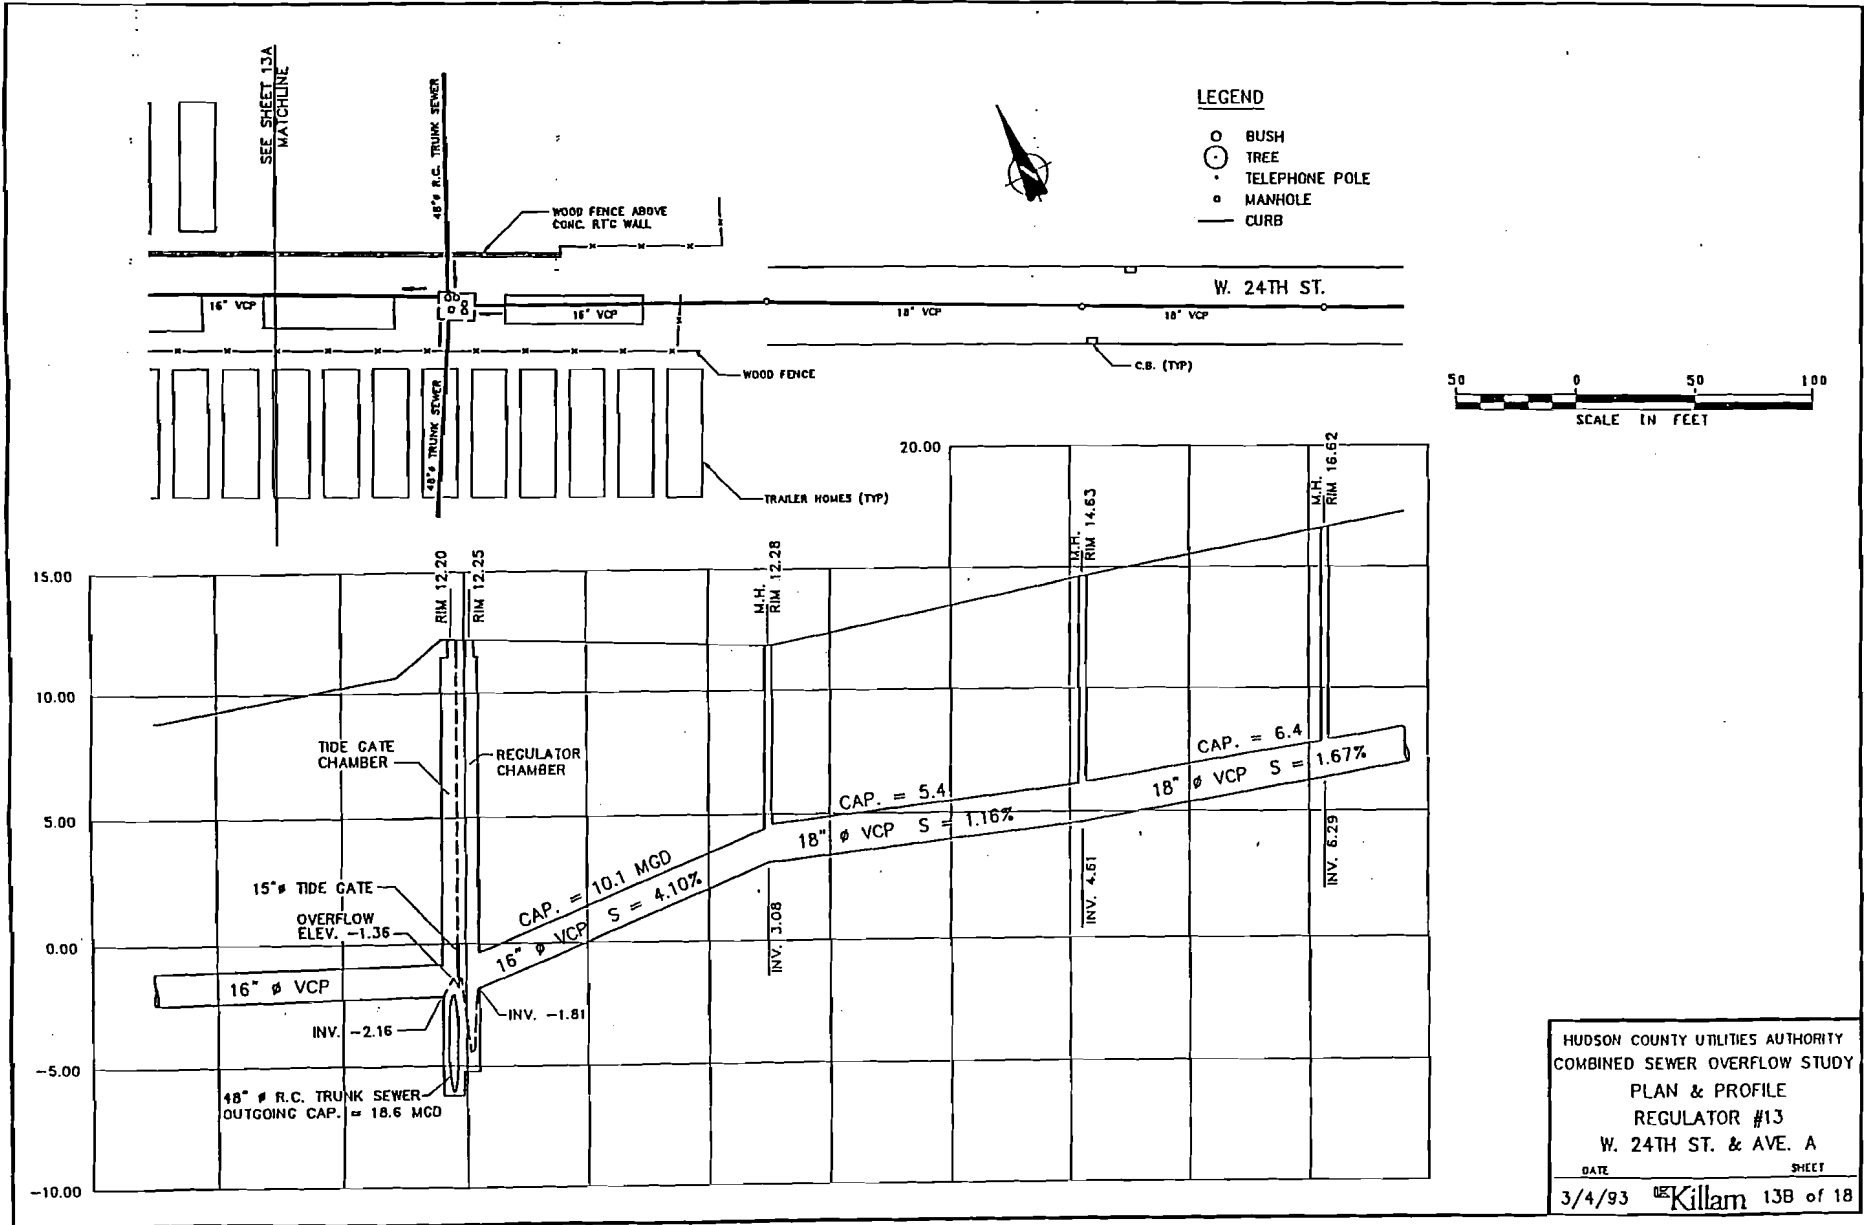 SEE SHEET 13A
MATCHLINE
48"ø R.C. TRUNK SEWER
WOOD FENCE ABOVE
CONC. RT'G WALL
LEGEND
BUSH
TREE
TELEPHONE POLE
MANHOLE
CURB
16" VCP
16" VCP
18" VCP
18" VCP
W. 24TH ST.
C.B. (TYP)
WOOD FENCE
48"ø TRUNK SEWER
TRAILER HOMES (TYP)
50 0 50 100
SCALE IN FEET
20.00
15.00
10.00
5.00
0.00
-5.00
-10.00
RIM 12.20
RIM 12.25
M.H.
RIM 12.28
M.H.
RIM 14.63
M.H.
RIM 16.62
TIDE GATE
CHAMBER
REGULATOR
CHAMBER
15"ø TIDE GATE
OVERFLOW
ELEV. -1.36
16" ø VCP
INV. -2.16
INV. -1.81
48" ø R.C. TRUNK SEWER
OUTGOING CAP. = 18.6 MGD
CAP. = 10.1 MGD
16" ø VCP S = 4.10%
INV. 3.08
CAP. = 5.4
18" ø VCP S = 1.16%
INV. 4.61
CAP. = 6.4
18" ø VCP S = 1.67%
INV. 6.29
HUDSON COUNTY UTILITIES AUTHORITY
COMBINED SEWER OVERFLOW STUDY
PLAN & PROFILE
REGULATOR #13
W. 24TH ST. & AVE. A
DATE SHEET
3/4/93 Killam 13B of 18